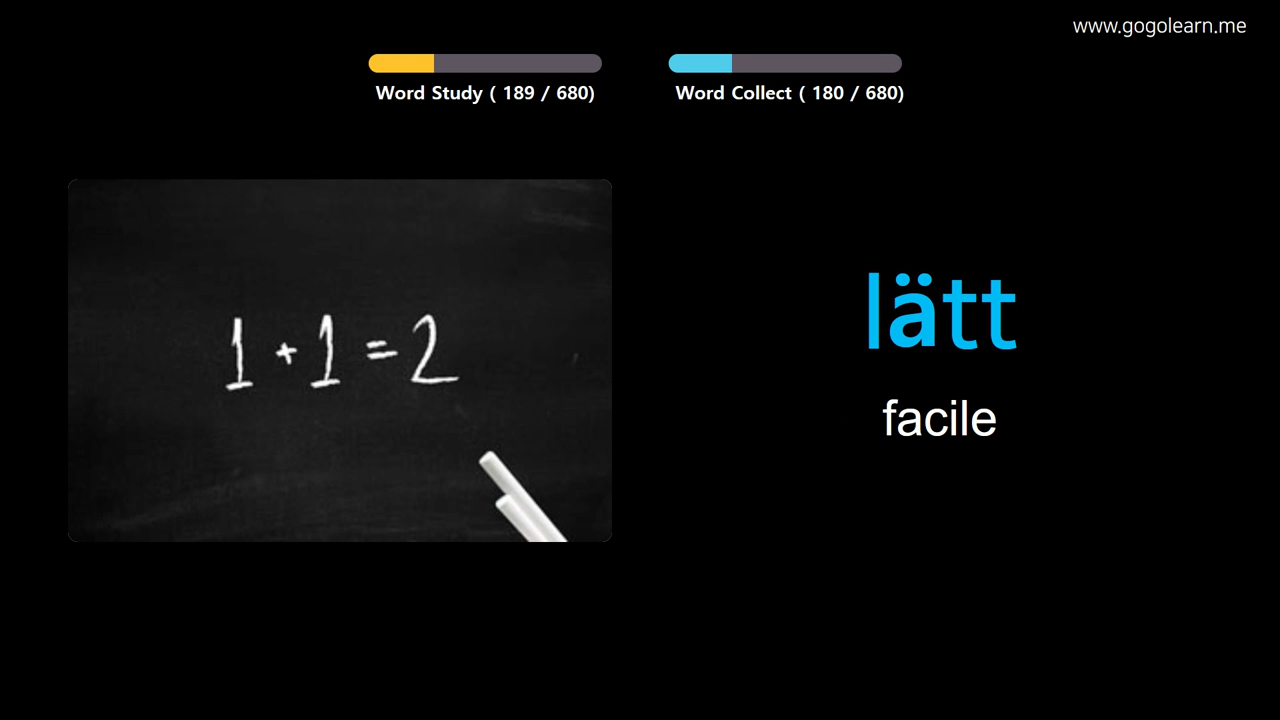 www.gogolearn.me
Word Study ( 189 / 680)
Word Collect ( 180 / 680)
1 + 1 = 2
lätt
facile